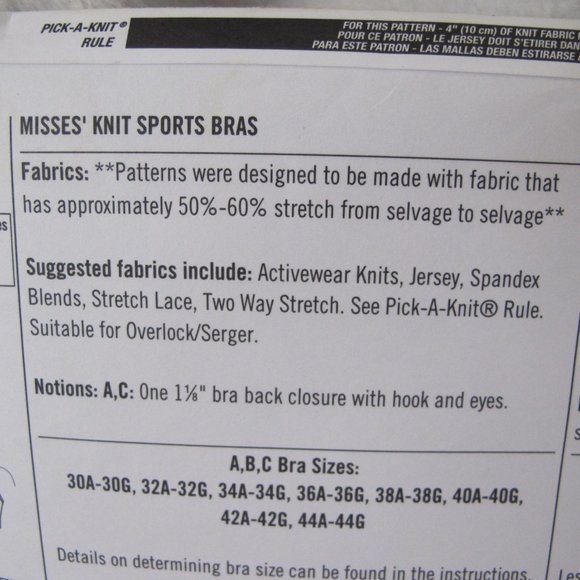 PICK-A-KNIT®
RULE
FOR THIS PATTERN - 4" (10 cm) OF KNIT FABRIC
POUR CE PATRON - LE JERSEY DOIT S'ETIRER DAN
PARA ESTE PATRON - LAS MALLAS DEBEN ESTIRARSE
MISSES' KNIT SPORTS BRAS
Fabrics: **Patterns were designed to be made with fabric that
has approximately 50%-60% stretch from selvage to selvage**
Suggested fabrics include: Activewear Knits, Jersey, Spandex
Blends, Stretch Lace, Two Way Stretch. See Pick-A-Knit® Rule.
Suitable for Overlock/Serger.
Notions: A,C: One 1⅛" bra back closure with hook and eyes.
A,B,C Bra Sizes:
30A-30G, 32A-32G, 34A-34G, 36A-36G, 38A-38G, 40A-40G,
42A-42G, 44A-44G
Details on determining bra size can be found in the instructions.